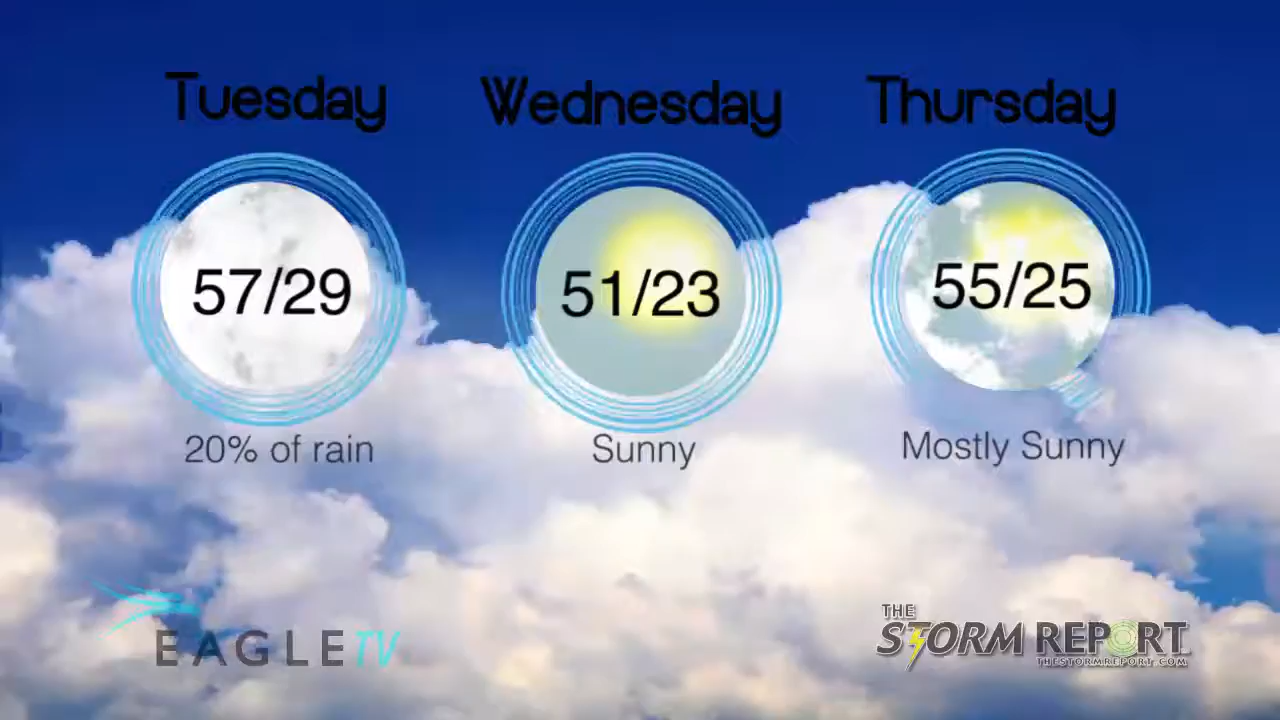 Tuesday
Wednesday
Thursday
57/29
51/23
55/25
20% of rain
Sunny
Mostly Sunny
EAGLE TV
THE
STORM REPORT
THESTORMREPORT.COM